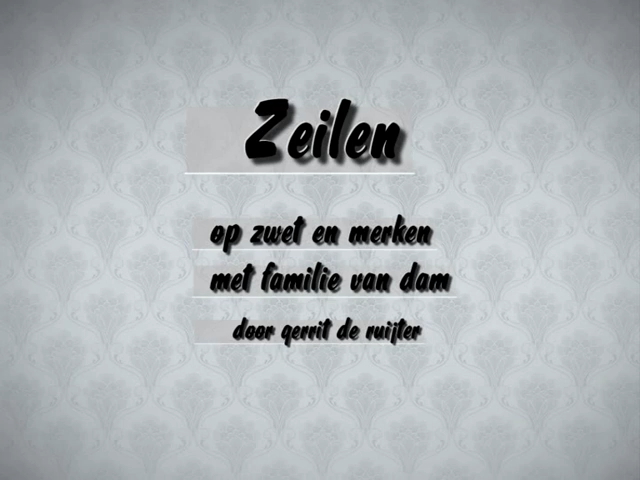 Zeilen
op zwet en merken
met familie van dam
door gerrit de ruijter